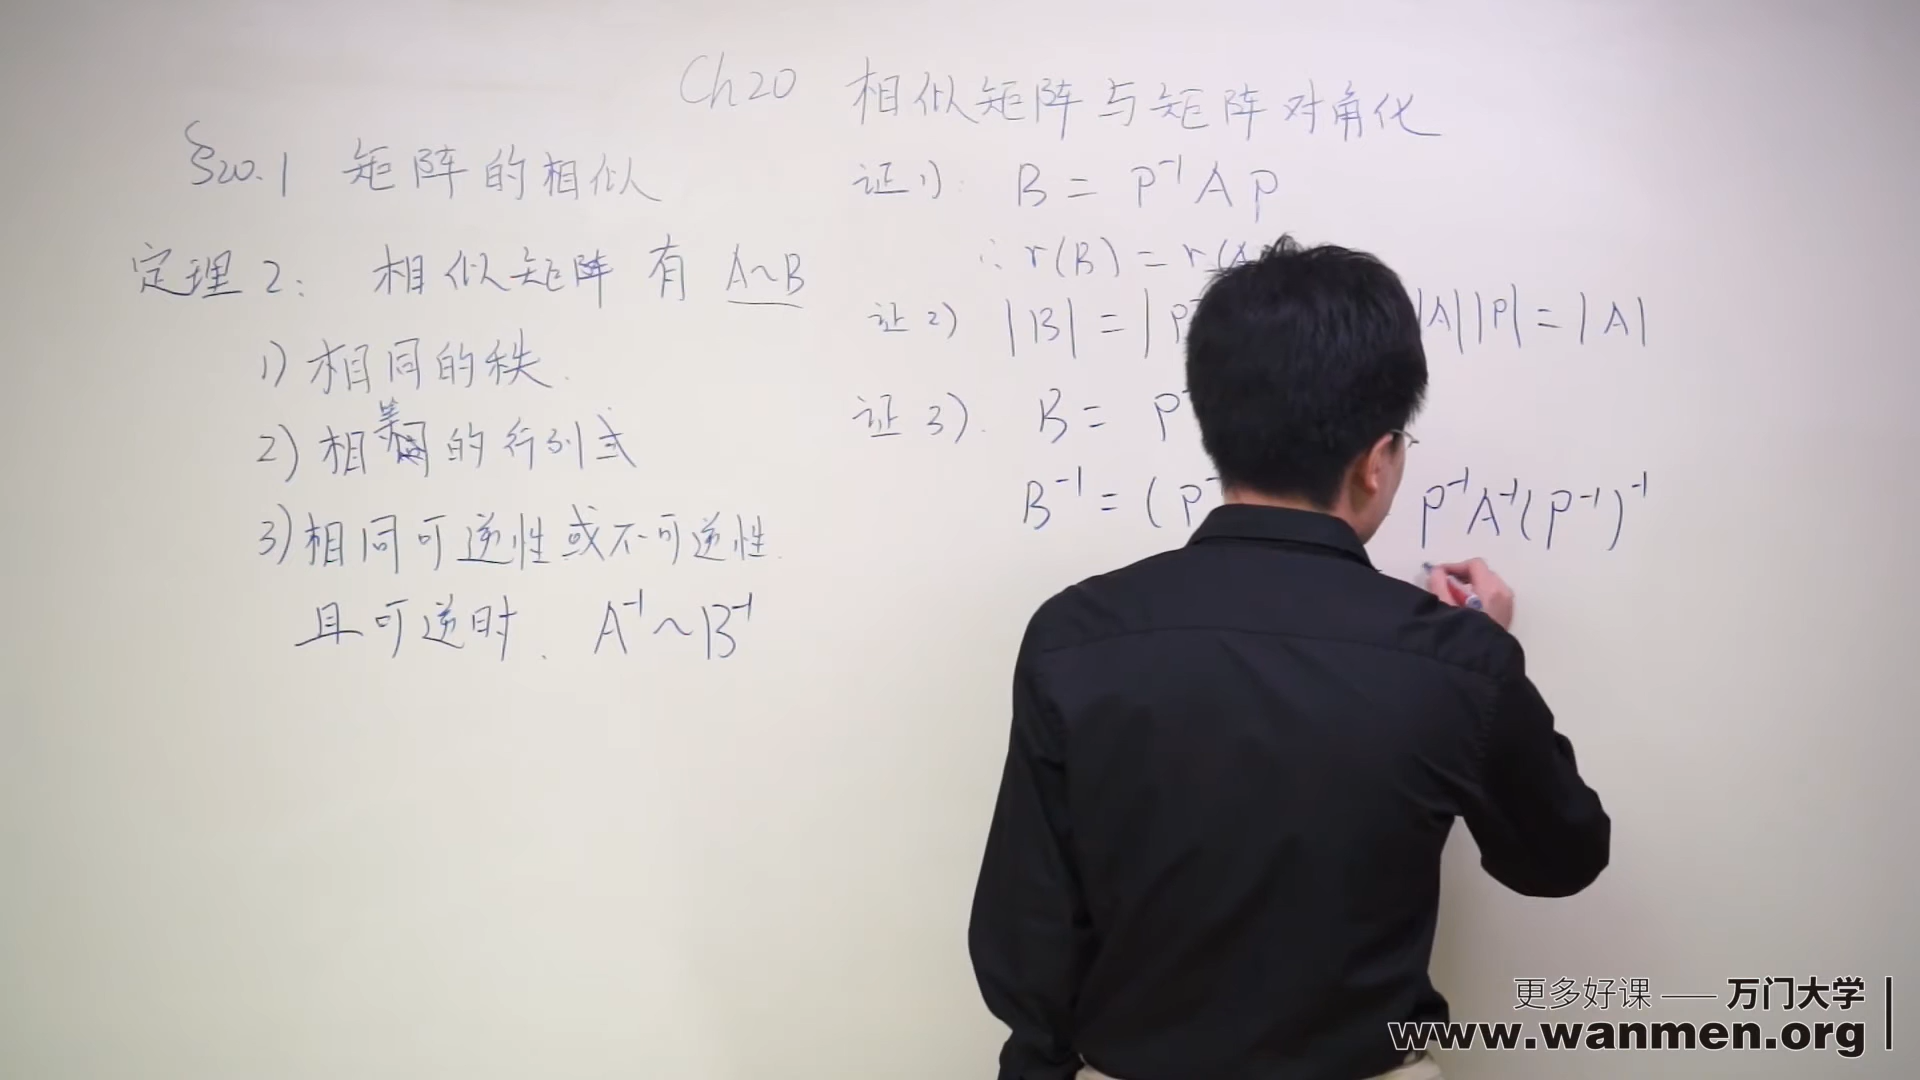 Ch20 相似矩阵与矩阵对角化
§20.1 矩阵的相似
定理2: 相似矩阵 有 A~B
1) 相同的秩.
2) 相等的行列式
3) 相同可逆性或不可逆性.
且可逆时. A⁻¹~B⁻¹
证1): B = P⁻¹AP
∴ r(B) = r(A
证2) |B| = |P |A||P| = |A|
证3). B = P
B⁻¹ = (P P⁻¹A⁻¹(P⁻¹)⁻¹
更多好课 —— 万门大学
www.wanmen.org